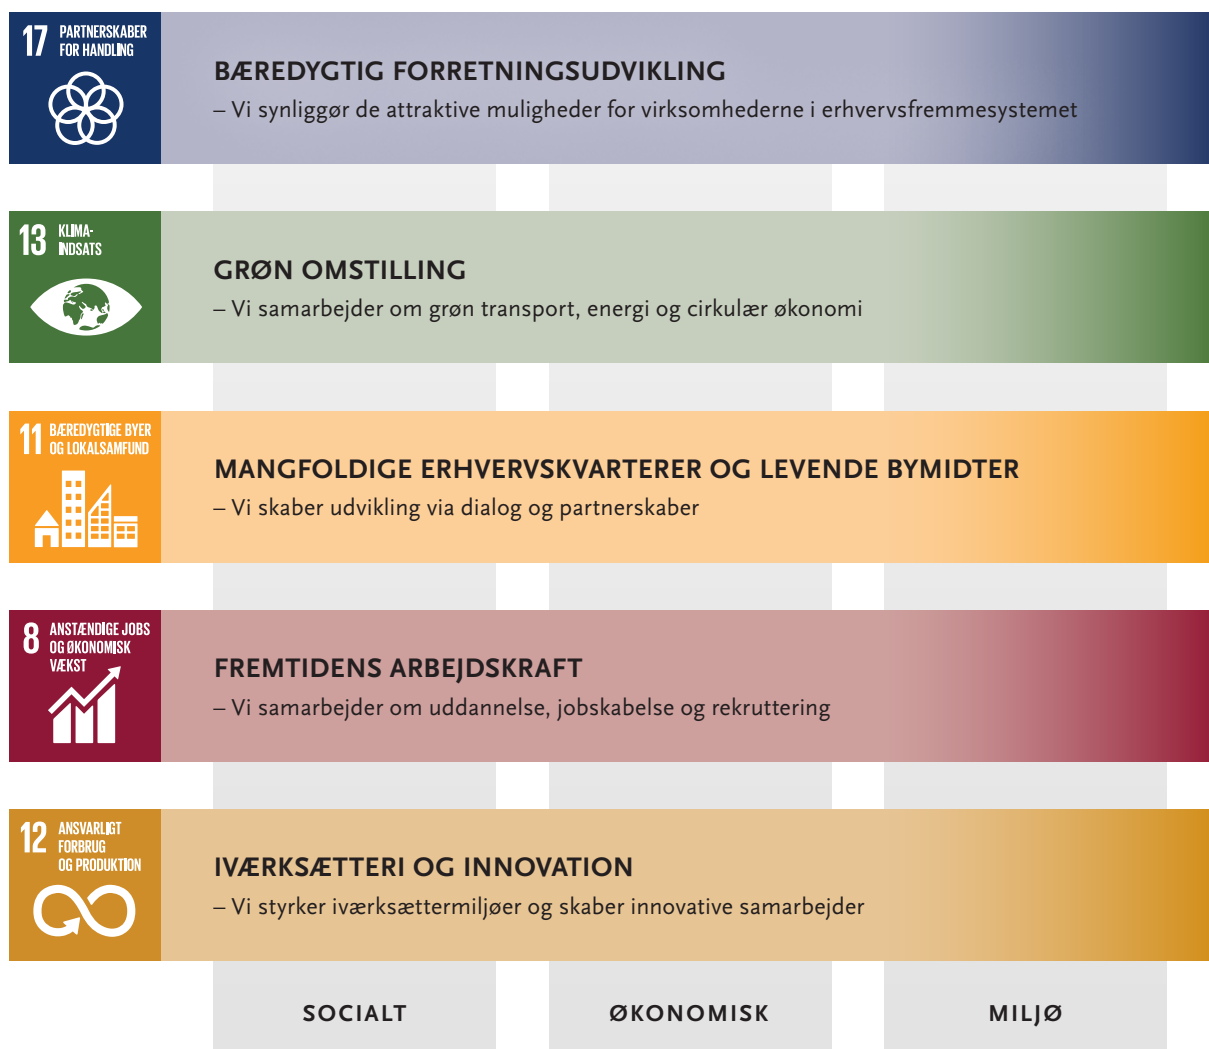 17 PARTNERSKABER
FOR HANDLING
BÆREDYGTIG FORRETNINGSUDVIKLING
– Vi synliggør de attraktive muligheder for virksomhederne i erhvervsfremmesystemet
13 KLIMA-
INDSATS
GRØN OMSTILLING
– Vi samarbejder om grøn transport, energi og cirkulær økonomi
11 BÆREDYGTIGE BYER
OG LOKALSAMFUND
MANGFOLDIGE ERHVERVSKVARTERER OG LEVENDE BYMIDTER
– Vi skaber udvikling via dialog og partnerskaber
8 ANSTÆNDIGE JOBS
OG ØKONOMISK
VÆKST
FREMTIDENS ARBEJDSKRAFT
– Vi samarbejder om uddannelse, jobskabelse og rekruttering
12 ANSVARLIGT
FORBRUG
OG PRODUKTION
IVÆRKSÆTTERI OG INNOVATION
– Vi styrker iværksættermiljøer og skaber innovative samarbejder
SOCIALT ØKONOMISK MILJØ